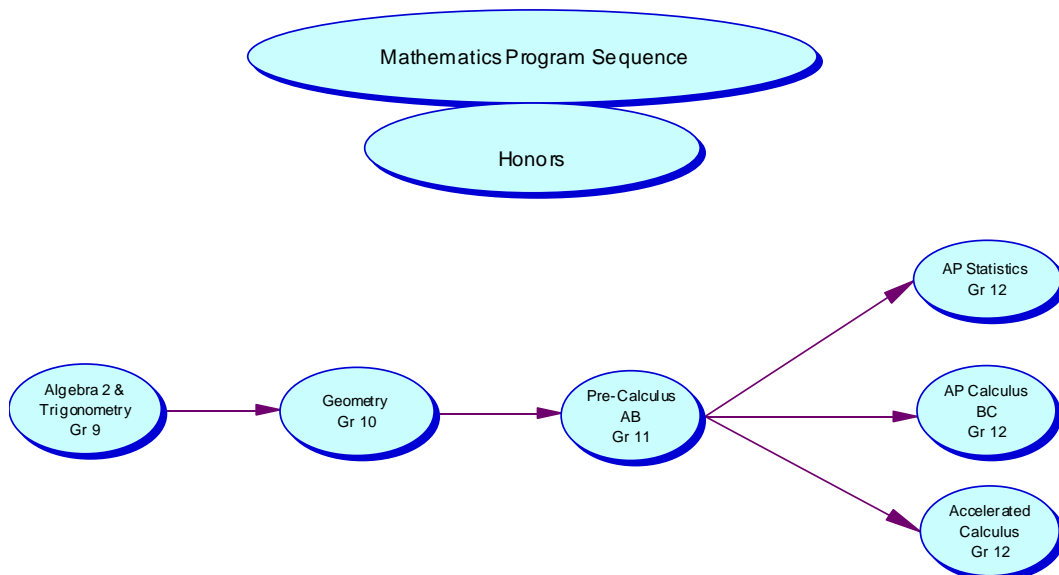 Mathematics Program Sequence
Honors
AP Statistics
Gr 12
Algebra 2 &
Trigonometry
Gr 9
Geometry
Gr 10
Pre-Calculus
AB
Gr 11
AP Calculus
BC
Gr 12
Accelerated
Calculus
Gr 12